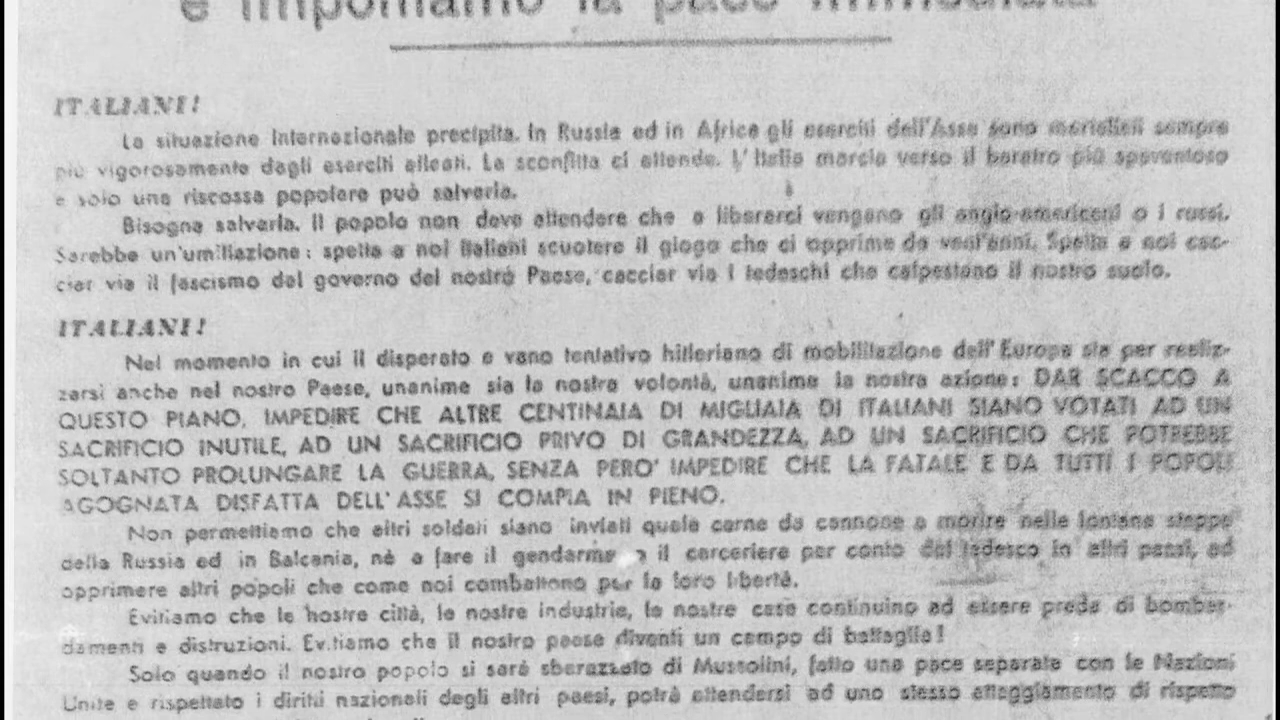 e imponiamo la pace immediata
ITALIANI!
La situazione internazionale precipita. In Russia ed in Africa gli eserciti dell'Asse sono martellati sempre
più vigorosamente dagli eserciti alleati. La sconfitta ci attende. L'Italia marcia verso il baratro più spaventoso
e solo una riscossa popolare può salvarla.
Bisogna salvarla. Il popolo non deve attendere che a liberarci vengano gli anglo-americani o i russi.
Sarebbe un'umiliazione: spetta a noi italiani scuotere il giogo che ci opprime da vent'anni. Spetta a noi cac-
ciar via il fascismo dal governo del nostro Paese, cacciar via i tedeschi che calpestano il nostro suolo.
ITALIANI!
Nel momento in cui il disperato e vano tentativo hitleriano di mobilitazione dell'Europa sta per realiz-
zarsi anche nel nostro Paese, unanime sia la nostra volontà, unanime la nostra azione: DAR SCACCO A
QUESTO PIANO, IMPEDIRE CHE ALTRE CENTINAIA DI MIGLIAIA DI ITALIANI SIANO VOTATI AD UN
SACRIFICIO INUTILE, AD UN SACRIFICIO PRIVO DI GRANDEZZA, AD UN SACRIFICIO CHE POTREBBE
SOLTANTO PROLUNGARE LA GUERRA, SENZA PERO' IMPEDIRE CHE LA FATALE E DA TUTTI I POPOLI
AGOGNATA DISFATTA DELL'ASSE SI COMPIA IN PIENO.
Non permettiamo che altri soldati siano inviati quale carne da cannone a morire nelle lontane steppe
della Russia ed in Balcania, nè a fare il gendarme o il carceriere per conto del tedesco in altri paesi, ad
opprimere altri popoli che come noi combattono per la loro libertà.
Evitiamo che le nostre città, le nostre industrie, le nostre case continuino ad essere preda di bombar-
damenti e distruzioni. Evitiamo che il nostro paese diventi un campo di battaglia!
Solo quando il nostro popolo si sarà sbarazzato di Mussolini, fatto una pace separata con le Nazioni
Unite e rispettato i diritti nazionali degli altri paesi, potrà attendersi ad uno stesso atteggiamento di rispetto